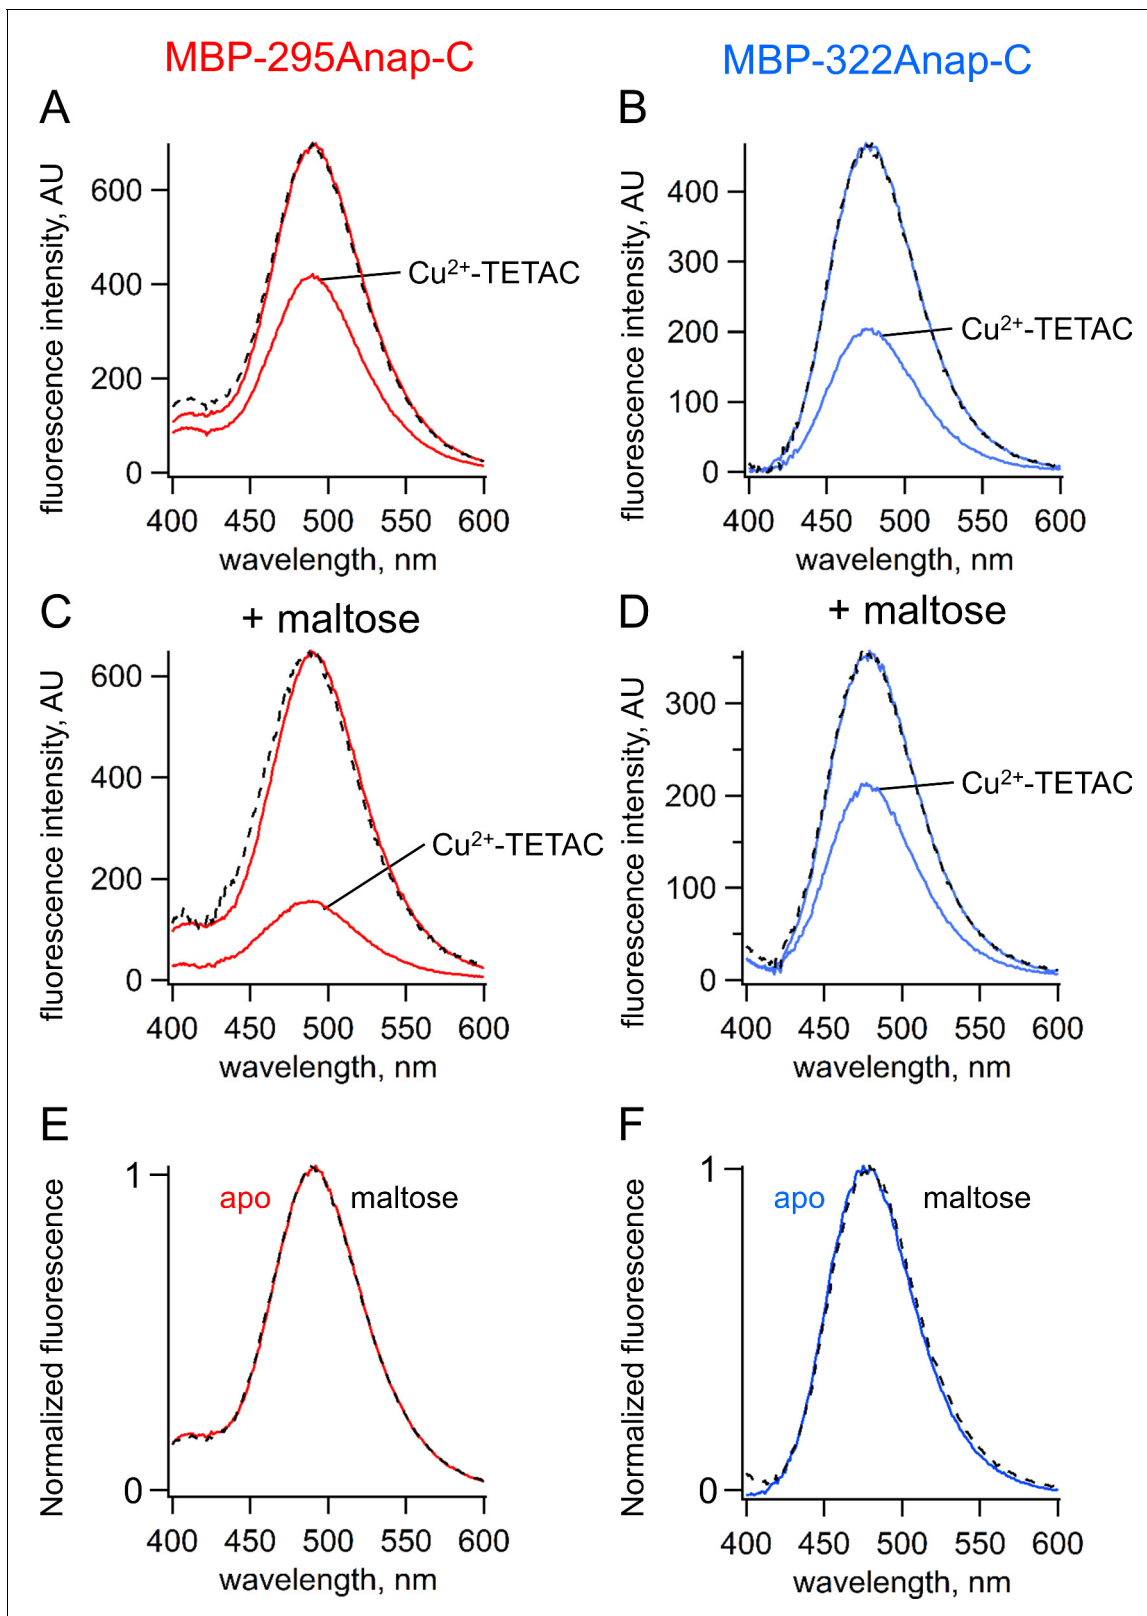 MBP-295Anap-C
MBP-322Anap-C
A
fluorescence intensity, AU
600
400
200
0
Cu²⁺-TETAC
400 450 500 550 600
wavelength, nm
B
fluorescence intensity, AU
400
300
200
100
0
Cu²⁺-TETAC
400 450 500 550 600
wavelength, nm
C
+ maltose
fluorescence intensity, AU
600
400
200
0
Cu²⁺-TETAC
400 450 500 550 600
wavelength, nm
D
+ maltose
fluorescence intensity, AU
300
200
100
0
Cu²⁺-TETAC
400 450 500 550 600
wavelength, nm
E
Normalized fluorescence
1
0
apo maltose
400 450 500 550 600
wavelength, nm
F
Normalized fluorescence
1
0
apo maltose
400 450 500 550 600
wavelength, nm